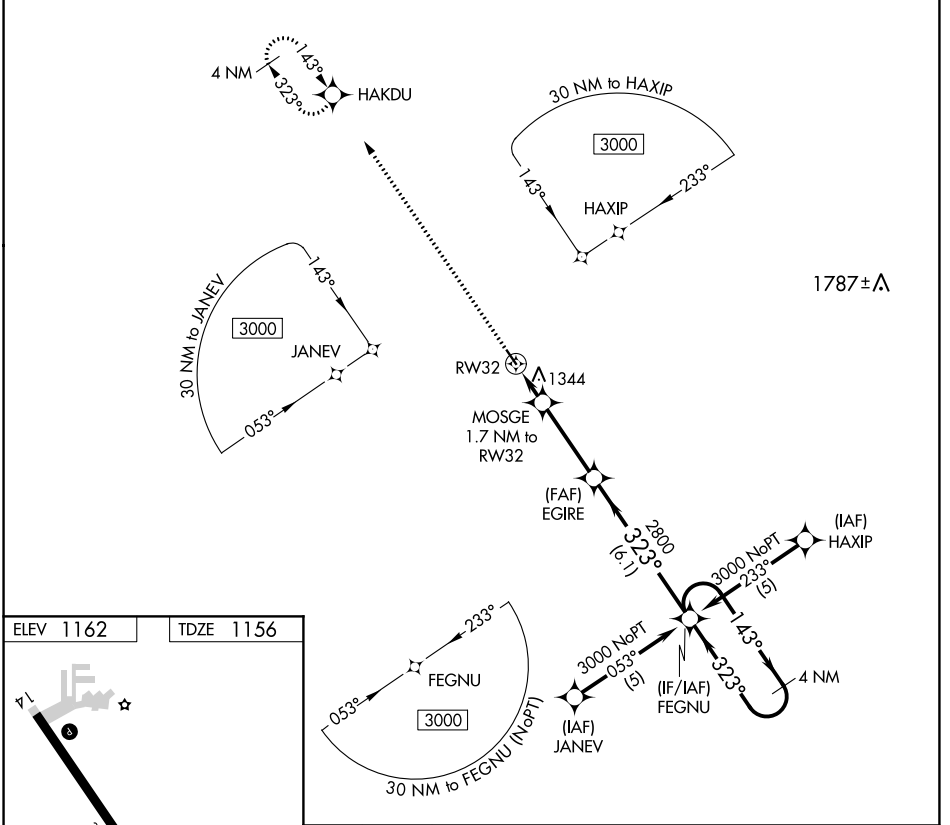 143°
4 NM
323°
HAKDU
30 NM to HAXIP
3000
143°
233°
HAXIP
1787±
30 NM to JANEV
143°
3000
JANEV
053°
RW32
1344
MOSGE
1.7 NM to
RW32
(FAF)
EGIRE
2800
323°
(6.1)
(IAF)
HAXIP
3000 NoPT
233°
(5)
143°
323°
4 NM
3000 NoPT
053°
(5)
(IF/IAF)
FEGNU
(IAF)
JANEV
233°
FEGNU
053°
3000
30 NM to FEGNU (NoPT)
ELEV 1162
TDZE 1156
14
P